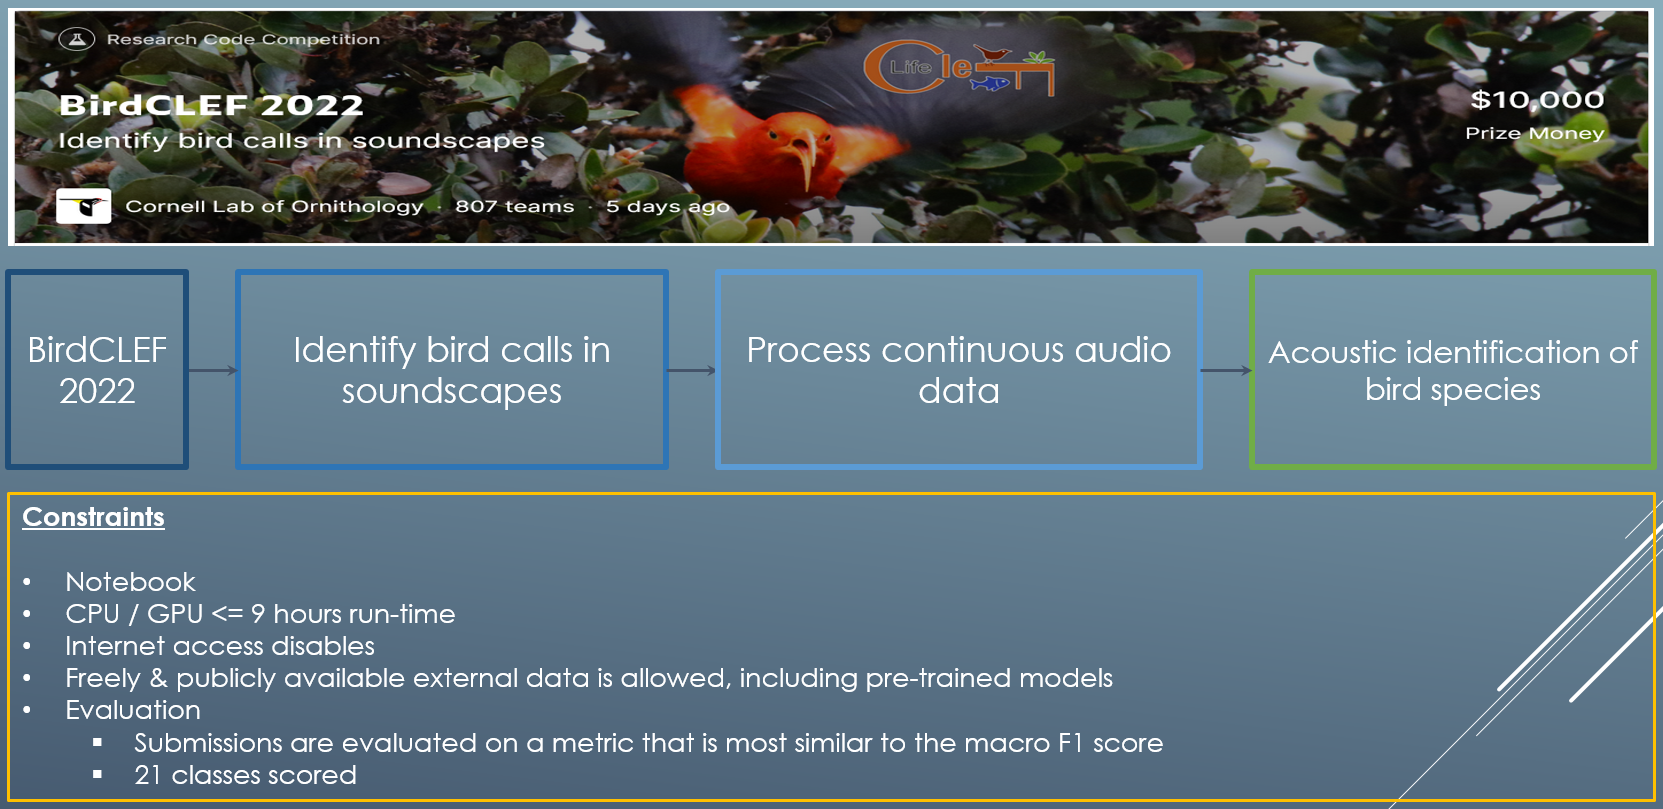 Research Code Competition
BirdCLEF 2022
Identify bird calls in soundscapes
Life
Cle
$10,000
Prize Money
Cornell Lab of Ornithology · 807 teams · 5 days ago
BirdCLEF
2022
Identify bird calls in
soundscapes
Process continuous audio
data
Acoustic identification of
bird species
Constraints
• Notebook
• CPU / GPU <= 9 hours run-time
• Internet access disables
• Freely & publicly available external data is allowed, including pre-trained models
• Evaluation
▪ Submissions are evaluated on a metric that is most similar to the macro F1 score
▪ 21 classes scored